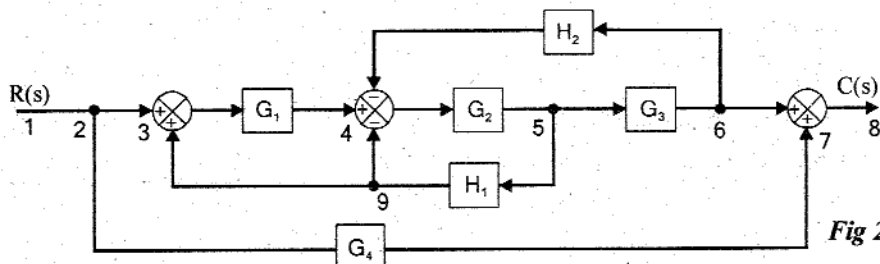 H₂
R(s) + G₁ + − G₂ G₃ + C(s)
1 2 3 + 4 − 5 6 + 7 8
9 H₁
G₄ Fig 2